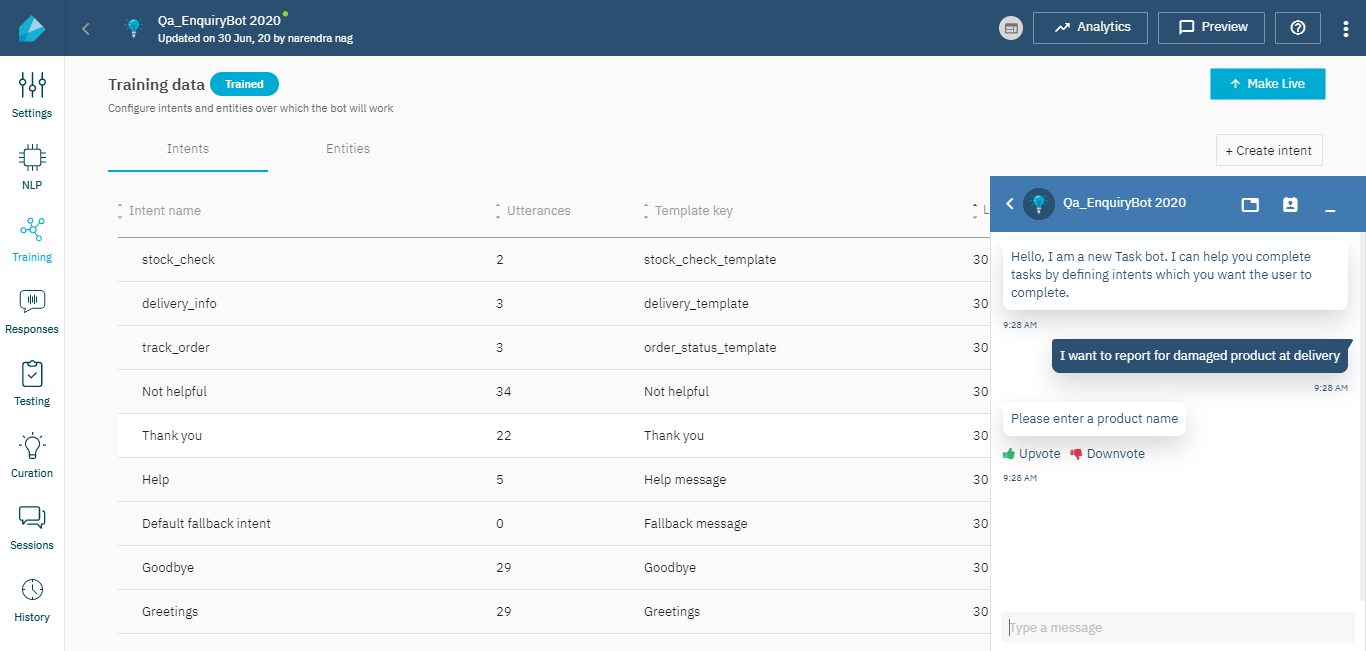 Qa_EnquiryBot 2020
Updated on 30 Jun, 20 by narendra nag
Analytics
Preview
Settings
NLP
Training
Responses
Testing
Curation
Sessions
History
Training data Trained
Configure intents and entities over which the bot will work
Make Live
Intents Entities
+ Create intent
Intent name Utterances Template key L
stock_check 2 stock_check_template 30
delivery_info 3 delivery_template 30
track_order 3 order_status_template 30
Not helpful 34 Not helpful 30
Thank you 22 Thank you 30
Help 5 Help message 30
Default fallback intent 0 Fallback message 30
Goodbye 29 Goodbye 30
Greetings 29 Greetings 30
Qa_EnquiryBot 2020
Hello, I am a new Task bot. I can help you complete
tasks by defining intents which you want the user to
complete.
9:28 AM
I want to report for damaged product at delivery
9:28 AM
Please enter a product name
Upvote Downvote
9:28 AM
Type a message